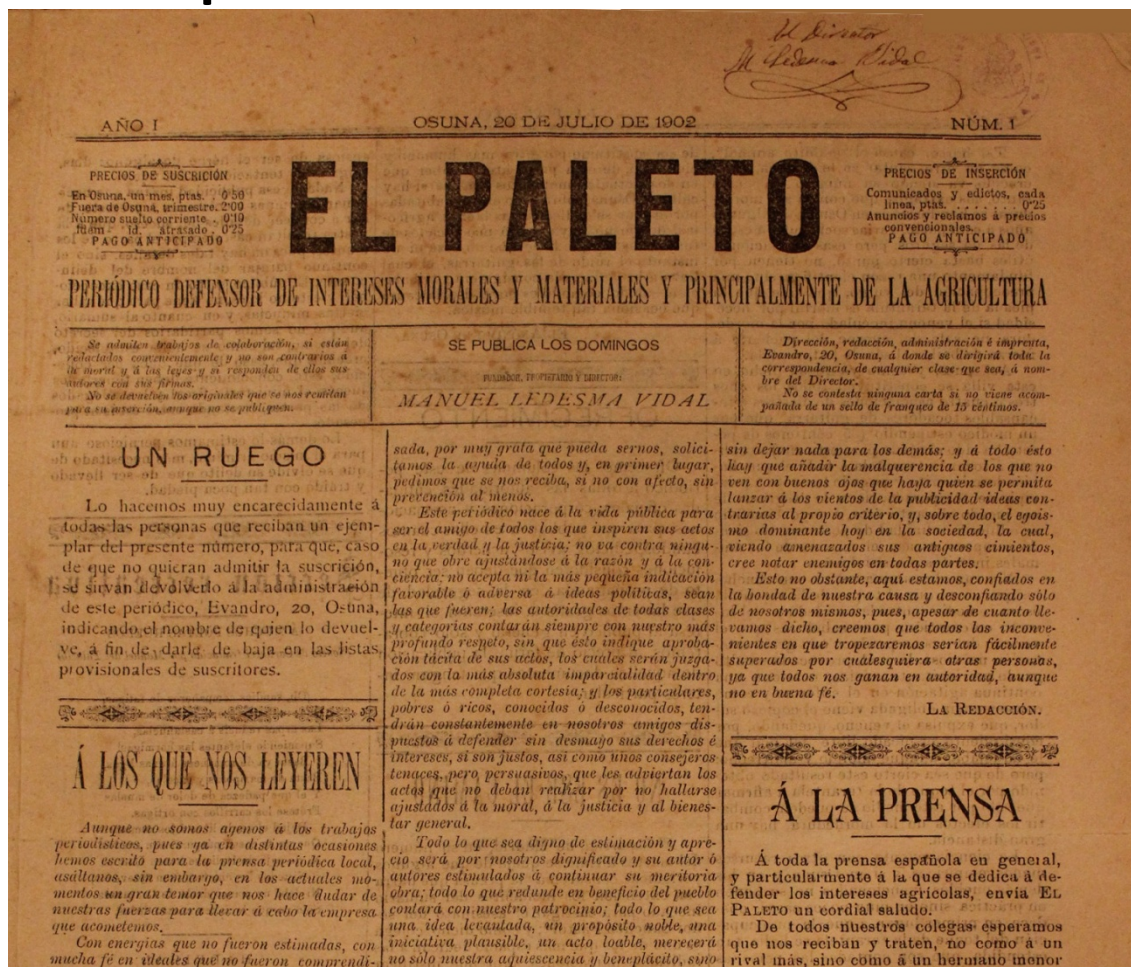 El Director
M Ledesma Vidal
AÑO I
OSUNA, 20 DE JULIO DE 1902
NÚM. 1
PRECIOS DE SUSCRICIÓN
En Osuna, un mes, ptas. . 0'50
Fuera de Osuna, trimestre. 2'00
Número suelto corriente . 0'10
Idem id. atrasado . 0'25
PAGO ANTICIPADO
EL PALETO
PRECIOS DE INSERCIÓN
Comunicados y edictos, cada
línea, ptas. . . . . . . . 0'25
Anuncios y reclamos á precios
convencionales.
PAGO ANTICIPADO
PERIÓDICO DEFENSOR DE INTERESES MORALES Y MATERIALES Y PRINCIPALMENTE DE LA AGRICULTURA
Se admiten trabajos de colaboración, si están
redactados convenientemente y no son contrarios á
la moral y á las leyes y si responden de ellos sus
autores con sus firmas.
No se devuelven los originales que se nos remitan
para su inserción, aunque no se publiquen.
SE PUBLICA LOS DOMINGOS
FUNDADOR, PROPIETARIO Y DIRECTOR:
MANUEL LEDESMA VIDAL
Dirección, redacción, administración é imprenta,
Evandro, 20, Osuna, á donde se dirigirá toda la
correspondencia, de cualquier clase que sea, á nom-
bre del Director.
No se contesta ninguna carta si no viene acom-
pañada de un sello de franqueo de 15 céntimos.
UN RUEGO
Lo hacemos muy encarecidamente á
todas las personas que reciban un ejem-
plar del presente número, para que, caso
de que no quieran admitir la suscrición,
se sirvan devolverlo á la administración
de este periódico, Evandro, 20, Osuna,
indicando el nombre de quien lo devuel-
ve, á fin de darle de baja en las listas
provisionales de suscritores.
Á LOS QUE NOS LEYEREN
Aunque no somos agenos á los trabajos
periodísticos, pues ya en distintas ocasiones
hemos escrito para la prensa periódica local,
asáltanos, sin embargo, en los actuales mo-
mentos un gran temor que nos hace dudar de
nuestras fuerzas para llevar á cabo la empresa
que acometemos.
Con energías que no fueron estimadas, con
mucha fé en ideales que no fueron comprendi-
sada, por muy grata que pueda sernos, solici-
tamos la ayuda de todos y, en primer lugar,
pedimos que se nos reciba, si no con afecto, sin
prevención al menos.
Este periódico nace á la vida pública para
ser el amigo de todos los que inspiren sus actos
en la verdad y la justicia; no va contra ningu-
no que obre ajustándose á la razón y á la con-
ciencia; no acepta ni la más pequeña indicación
favorable ó adversa á ideas políticas, sean
las que fueren; las autoridades de todas clases
y categorías contarán siempre con nuestro más
profundo respeto, sin que ésto indique aproba-
ción tácita de sus actos, los cuales serán juzga-
dos con la más absoluta imparcialidad dentro
de la más completa cortesía; y los particulares,
pobres ó ricos, conocidos ó desconocidos, ten-
drán constantemente en nosotros amigos dis-
puestos á defender sin desmayo sus derechos é
intereses, si son justos, así como unos consejeros
tenaces, pero persuasivos, que les adviertan los
actos que no deban realizar por no hallarse
ajustados á la moral, á la justicia y al bienes-
tar general.
Todo lo que sea digno de estimación y apre-
cio será por nosotros dignificado y su autor ó
autores estimulados á continuar su meritoria
obra; todo lo que redunde en beneficio del pueblo
contará con nuestro patrocinio; todo lo que sea
una idea levantada, un propósito noble, una
iniciativa plausible, un acto loable, merecerá
no sólo nuestra aquiescencia y beneplácito, sino
sin dejar nada para los demás; y á todo ésto
hay que añadir la malquerencia de los que no
ven con buenos ojos que haya quien se permita
lanzar á los vientos de la publicidad ideas con-
trarias al propio criterio, y, sobre todo, el egois-
mo dominante hoy en la sociedad, la cual,
viendo amenazados sus antiguos cimientos,
cree notar enemigos en todas partes.
Esto no obstante, aquí estamos, confiados en
la bondad de nuestra causa y desconfiando sólo
de nosotros mismos, pues, apesar de cuanto lle-
vamos dicho, creemos que todos los inconve-
nientes en que tropezaremos serían fácilmente
superados por cualesquiera otras personas,
ya que todos nos ganan en autoridad, aunque
no en buena fé.
LA REDACCIÓN.
Á LA PRENSA
Á toda la prensa española en general,
y particularmente á la que se dedica á de-
fender los intereses agrícolas, envía EL
PALETO un cordial saludo.
De todos nuestros colegas esperamos
que nos reciban y traten, no como á un
rival más, sino como á un hermano menor